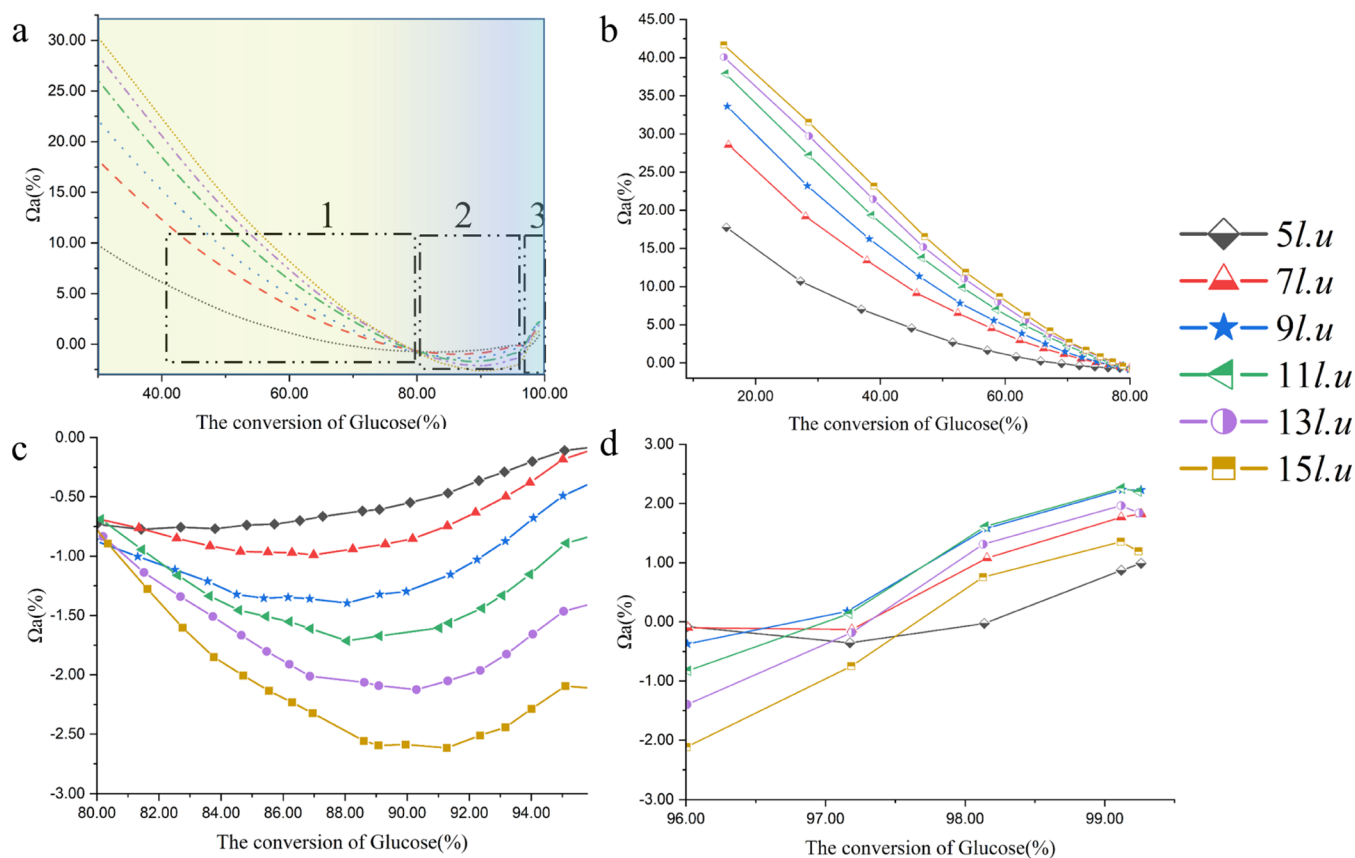 a
30.00
25.00
20.00
15.00
10.00
5.00
0.00
Ωa(%)
1
2
3
40.00 60.00 80.00 100.00
The conversion of Glucose(%)
b
45.00
40.00
35.00
30.00
25.00
20.00
15.00
10.00
5.00
0.00
Ωa(%)
20.00 40.00 60.00 80.00
The conversion of Glucose(%)
5l.u
7l.u
9l.u
11l.u
13l.u
15l.u
c
0.00
-0.50
-1.00
-1.50
-2.00
-2.50
-3.00
Ωa(%)
80.00 82.00 84.00 86.00 88.00 90.00 92.00 94.00
The conversion of Glucose(%)
d
3.00
2.00
1.00
0.00
-1.00
-2.00
-3.00
Ωa(%)
96.00 97.00 98.00 99.00
The conversion of Glucose(%)